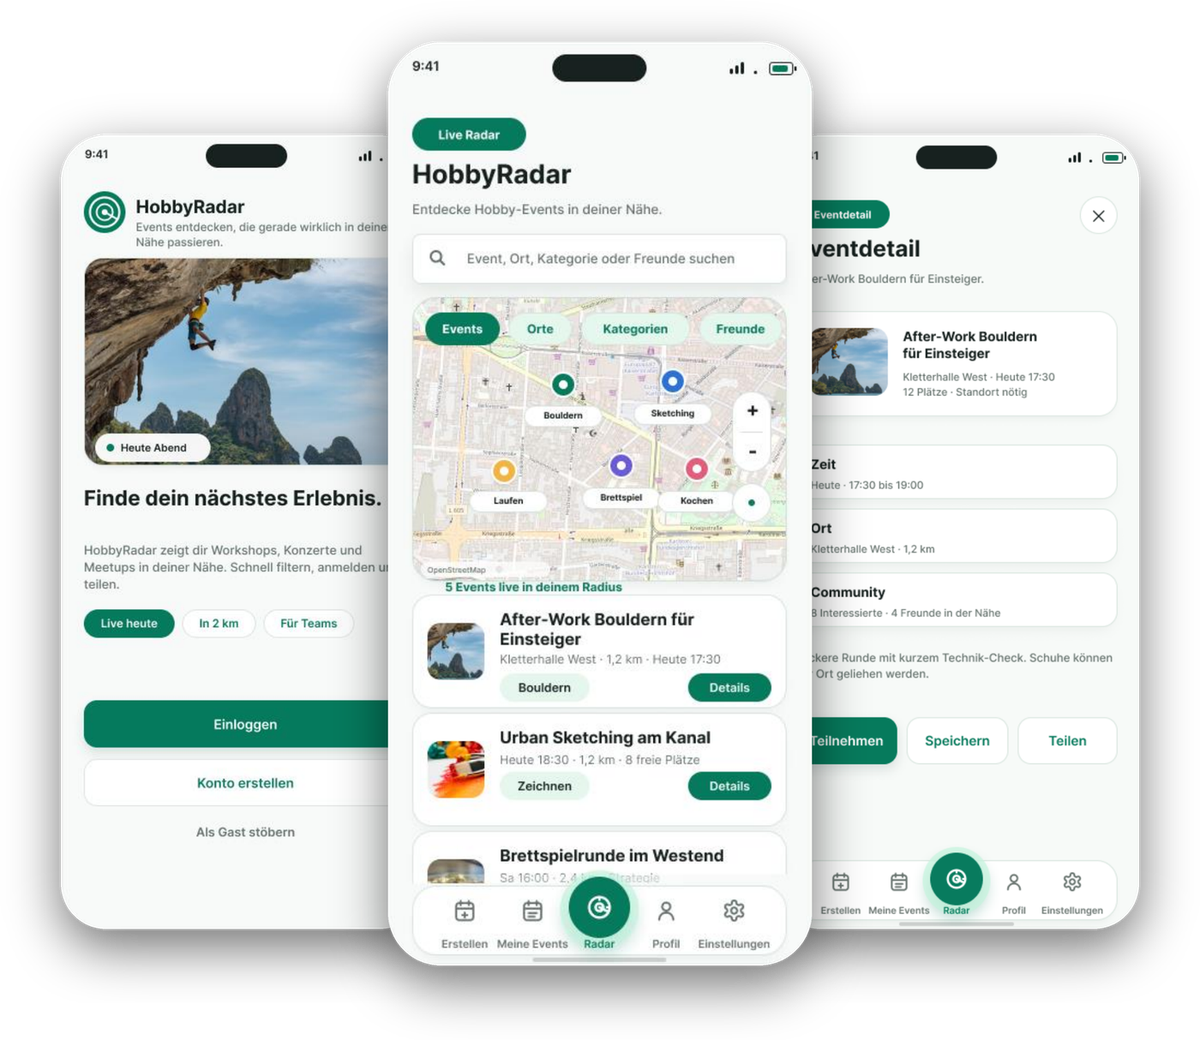 9:41
HobbyRadar
Events entdecken, die gerade wirklich in deine
Nähe passieren.
Heute Abend
Finde dein nächstes Erlebnis.
HobbyRadar zeigt dir Workshops, Konzerte und
Meetups in deiner Nähe. Schnell filtern, anmelden
teilen.
Live heute
In 2 km
Für Teams
Einloggen
Konto erstellen
Als Gast stöbern
9:41
Live Radar
HobbyRadar
Entdecke Hobby-Events in deiner Nähe.
Event, Ort, Kategorie oder Freunde suchen
Events
Orte
Kategorien
Freunde
Bouldern
Sketching
+
-
Laufen
Brettspiel
Kochen
L 605
Kriegsstraße
Kriegsstraße
OpenStreetMap
5 Events live in deinem Radius
After-Work Bouldern für
Einsteiger
Kletterhalle West · 1,2 km · Heute 17:30
Bouldern
Details
Urban Sketching am Kanal
Heute 18:30 · 1,2 km · 8 freie Plätze
Zeichnen
Details
Brettspielrunde im Westend
Sa 16:00 · 2,4 Strategie
Erstellen
Meine Events
Radar
Profil
Einstellungen
Eventdetail
ventdetail
er-Work Bouldern für Einsteiger.
After-Work Bouldern
für Einsteiger
Kletterhalle West · Heute 17:30
12 Plätze · Standort nötig
Zeit
Heute · 17:30 bis 19:00
Ort
Kletterhalle West · 1,2 km
Community
8 Interessierte · 4 Freunde in der Nähe
ckere Runde mit kurzem Technik-Check. Schuhe können
Ort geliehen werden.
Teilnehmen
Speichern
Teilen
Erstellen
Meine Events
Radar
Profil
Einstellungen